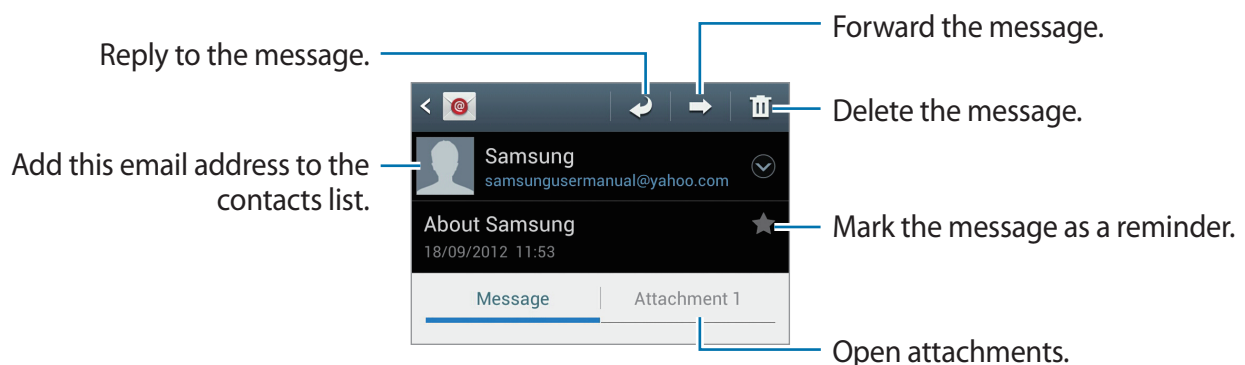 Forward the message.
Reply to the message.
Delete the message.
@
Samsung
samsungusermanual@yahoo.com
Add this email address to the
contacts list.
About Samsung
18/09/2012 11:53
Mark the message as a reminder.
Message
Attachment 1
Open attachments.